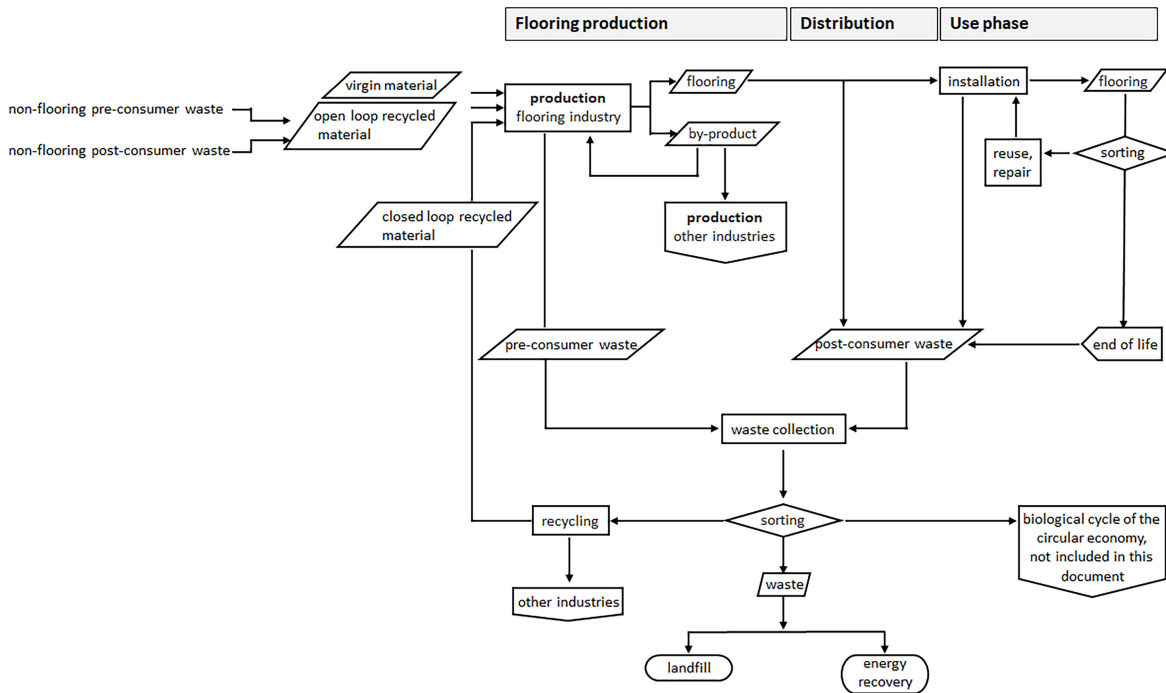 Flooring production
Distribution
Use phase
virgin material
production
flooring industry
flooring
installation
flooring
non-flooring pre-consumer waste
open loop recycled
material
by-product
non-flooring post-consumer waste
reuse,
repair
sorting
closed loop recycled
material
production
other industries
pre-consumer waste
post-consumer waste
end of life
waste collection
recycling
sorting
biological cycle of the
circular economy,
not included in this
document
waste
other industries
landfill
energy
recovery